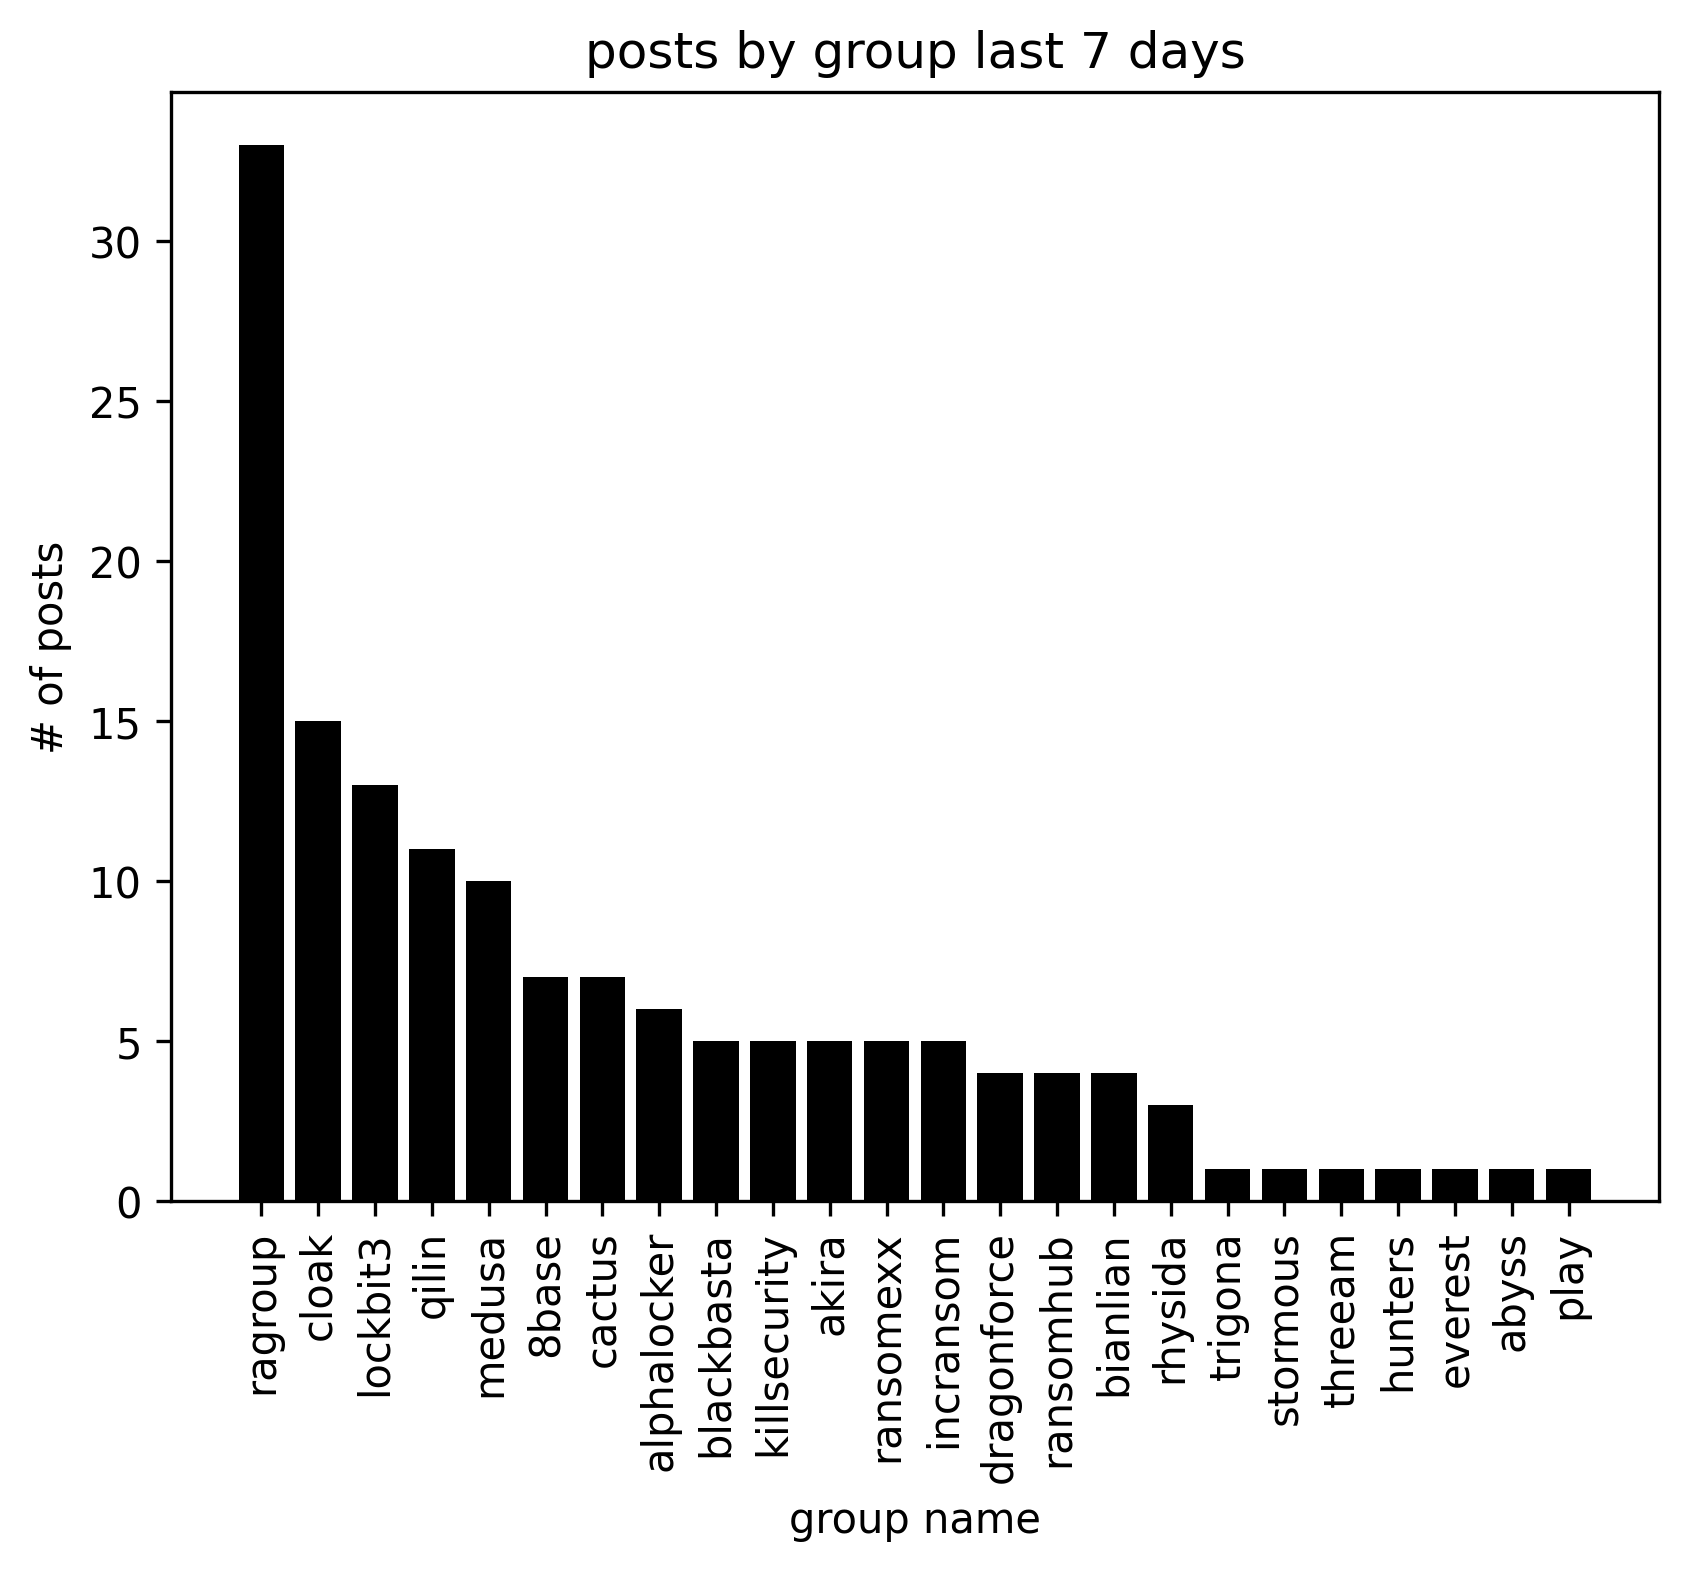 posts by group last 7 days
# of posts
30
25
20
15
10
5
0
ragroup
cloak
lockbit3
qilin
medusa
8base
cactus
alphalocker
blackbasta
killsecurity
akira
ransomexx
incransom
dragonforce
ransomhub
bianlian
rhysida
trigona
stormous
threeam
hunters
everest
abyss
play
group name